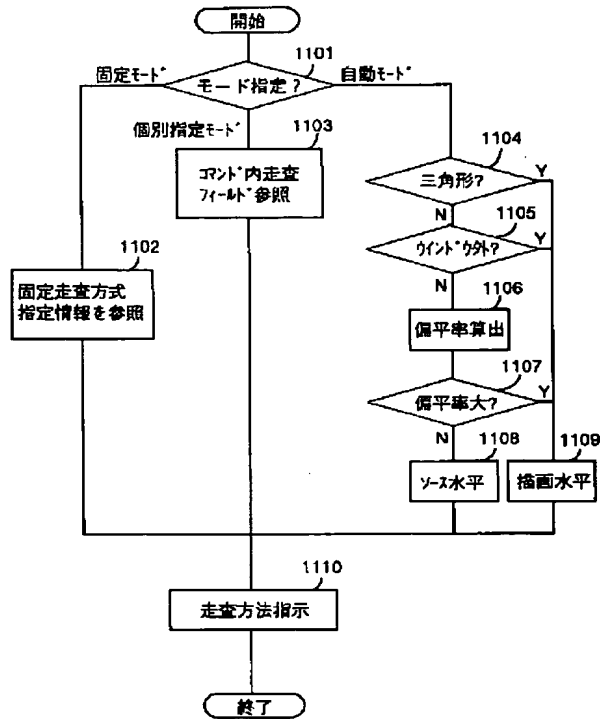 開始
1101
固定モード
モード指定?
自動モード
個別指定モード
1103
コマンド内走査
フィールド参照
1104
三角形?
Y
N
1105
ウインドウ外?
Y
N
1102
固定走査方式
指定情報を参照
1106
偏平率算出
1107
偏平率大?
Y
N
1108
ソース水平
1109
描画水平
1110
走査方法指示
終了